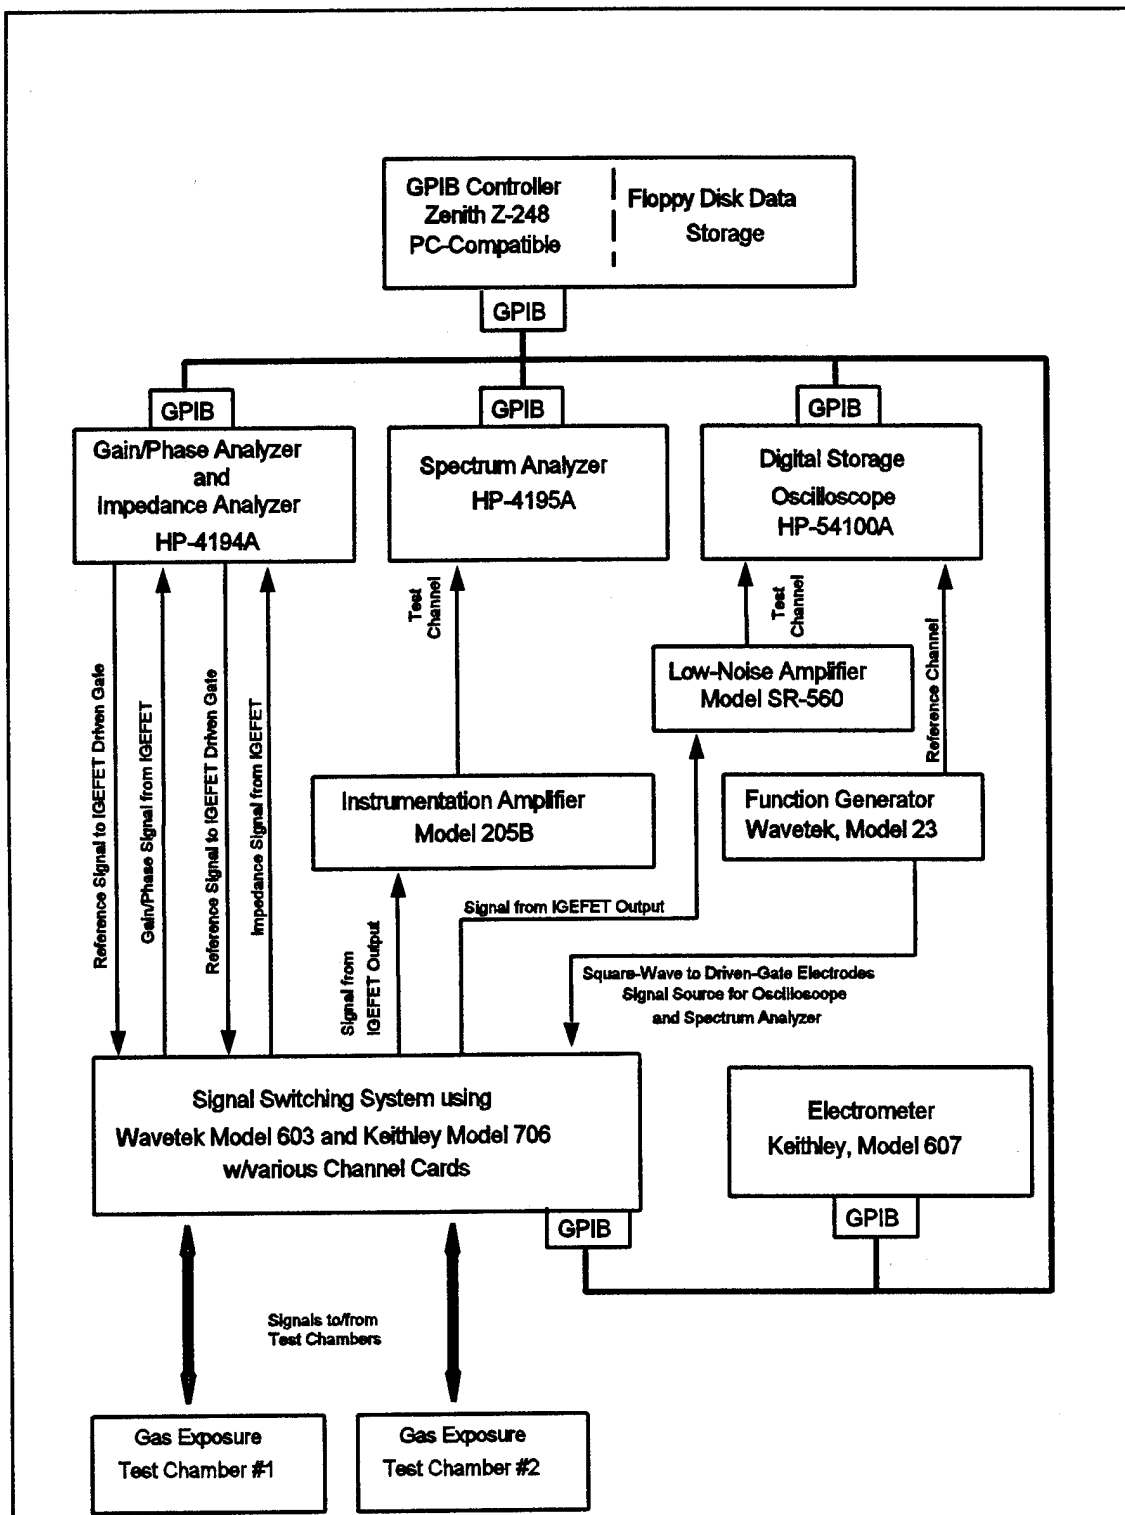 GPIB Controller
Zenith Z-248
PC-Compatible
Floppy Disk Data
Storage
GPIB
GPIB
GPIB
GPIB
Gain/Phase Analyzer
and
Impedance Analyzer
HP-4194A
Spectrum Analyzer
HP-4195A
Digital Storage
Oscilloscope
HP-54100A
Reference Signal to IGEFET Driven Gate
Gain/Phase Signal from IGEFET
Reference Signal to IGEFET Driven Gate
Impedance Signal from IGEFET
Test
Channel
Test
Channel
Reference Channel
Low-Noise Amplifier
Model SR-560
Instrumentation Amplifier
Model 205B
Function Generator
Wavetek, Model 23
Signal from
IGEFET Output
Signal from IGEFET Output
Square-Wave to Driven-Gate Electrodes
Signal Source for Oscilloscope
and Spectrum Analyzer
Signal Switching System using
Wavetek Model 603 and Keithley Model 706
w/various Channel Cards
GPIB
Electrometer
Keithley, Model 607
GPIB
Signals to/from
Test Chambers
Gas Exposure
Test Chamber #1
Gas Exposure
Test Chamber #2